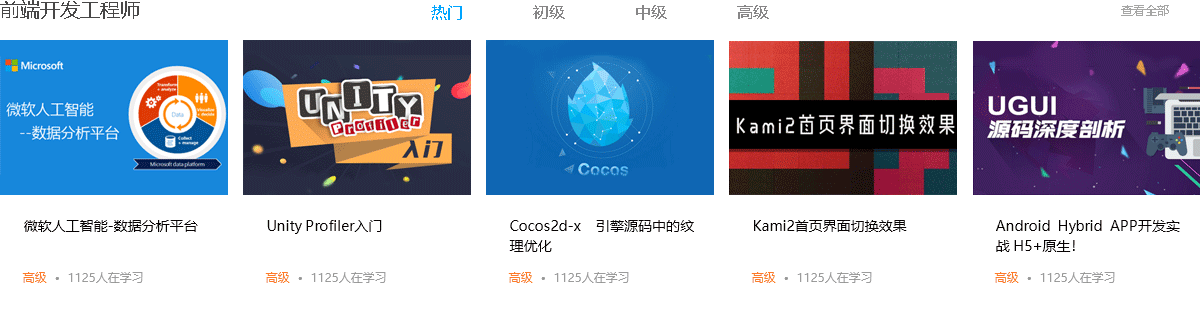 前端开发工程师
热门 初级 中级 高级 查看全部
Microsoft
微软人工智能
--数据分析平台
Transform + analyze
Data
Visualize + decide
Collect + manage
Microsoft data platform
UNITY
Profiler
入门
Cocos
Kami2首页界面切换效果
UGUI
源码深度剖析
微软人工智能-数据分析平台
Unity Profiler入门
Cocos2d-x 引擎源码中的纹
理优化
Kami2首页界面切换效果
Android Hybrid APP开发实
战 H5+原生!
高级 • 1125人在学习
高级 • 1125人在学习
高级 • 1125人在学习
高级 • 1125人在学习
高级 • 1125人在学习